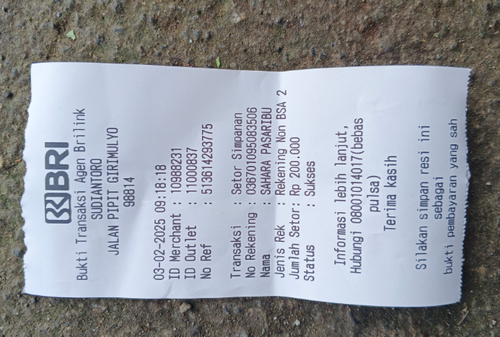 BRI
Bukti Transaksi Agen Brilink
SUDIANTORO
JALAN PIPIT GIRIMULYO
98814
03-02-2025 09:18:18
ID Merchant : 10988231
ID Outlet : 11000837
No Ref : 513614293775
Transaksi : Setor Simpanan
No Rekening : 036701095083506
Nama : SAMARA PASARIBU
Jenis Rek : Rekening Non BSA 2
Jumlah Setor: Rp 200.000
Status : Sukses
Informasi lebih lanjut,
Hubungi 08001014017(bebas
pulsa)
Terima kasih
Silakan simpan resi ini
sebagai
bukti pembayaran yang sah